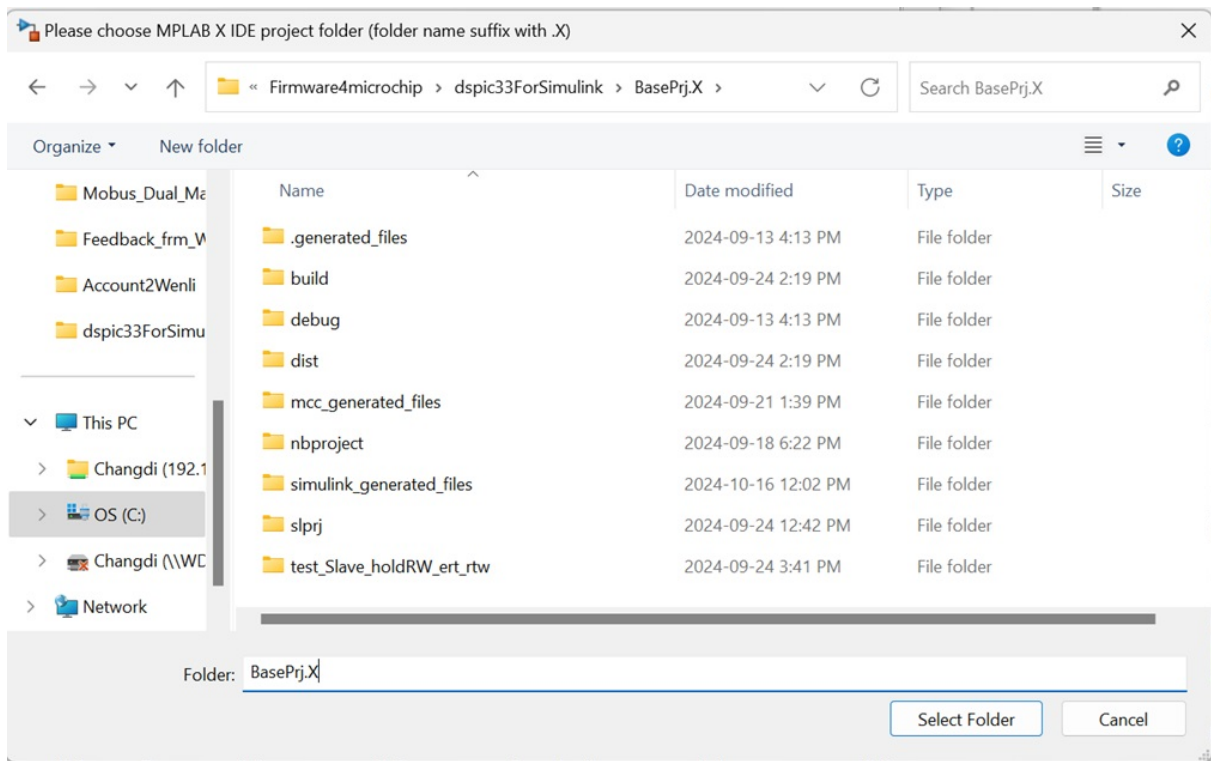 Please choose MPLAB X IDE project folder (folder name suffix with .X)
« Firmware4microchip › dspic33ForSimulink › BasePrj.X ›
Search BasePrj.X
Organize
New folder
Name Date modified Type Size
Mobus_Dual_Ma
Feedback_frm_W
Account2Wenli
dspic33ForSimu
This PC
Changdi (192.1
OS (C:)
Changdi (\\WD
Network
.generated_files 2024-09-13 4:13 PM File folder
build 2024-09-24 2:19 PM File folder
debug 2024-09-13 4:13 PM File folder
dist 2024-09-24 2:19 PM File folder
mcc_generated_files 2024-09-21 1:39 PM File folder
nbproject 2024-09-18 6:22 PM File folder
simulink_generated_files 2024-10-16 12:02 PM File folder
slprj 2024-09-24 12:42 PM File folder
test_Slave_holdRW_ert_rtw 2024-09-24 3:41 PM File folder
Folder: BasePrj.X
Select Folder
Cancel